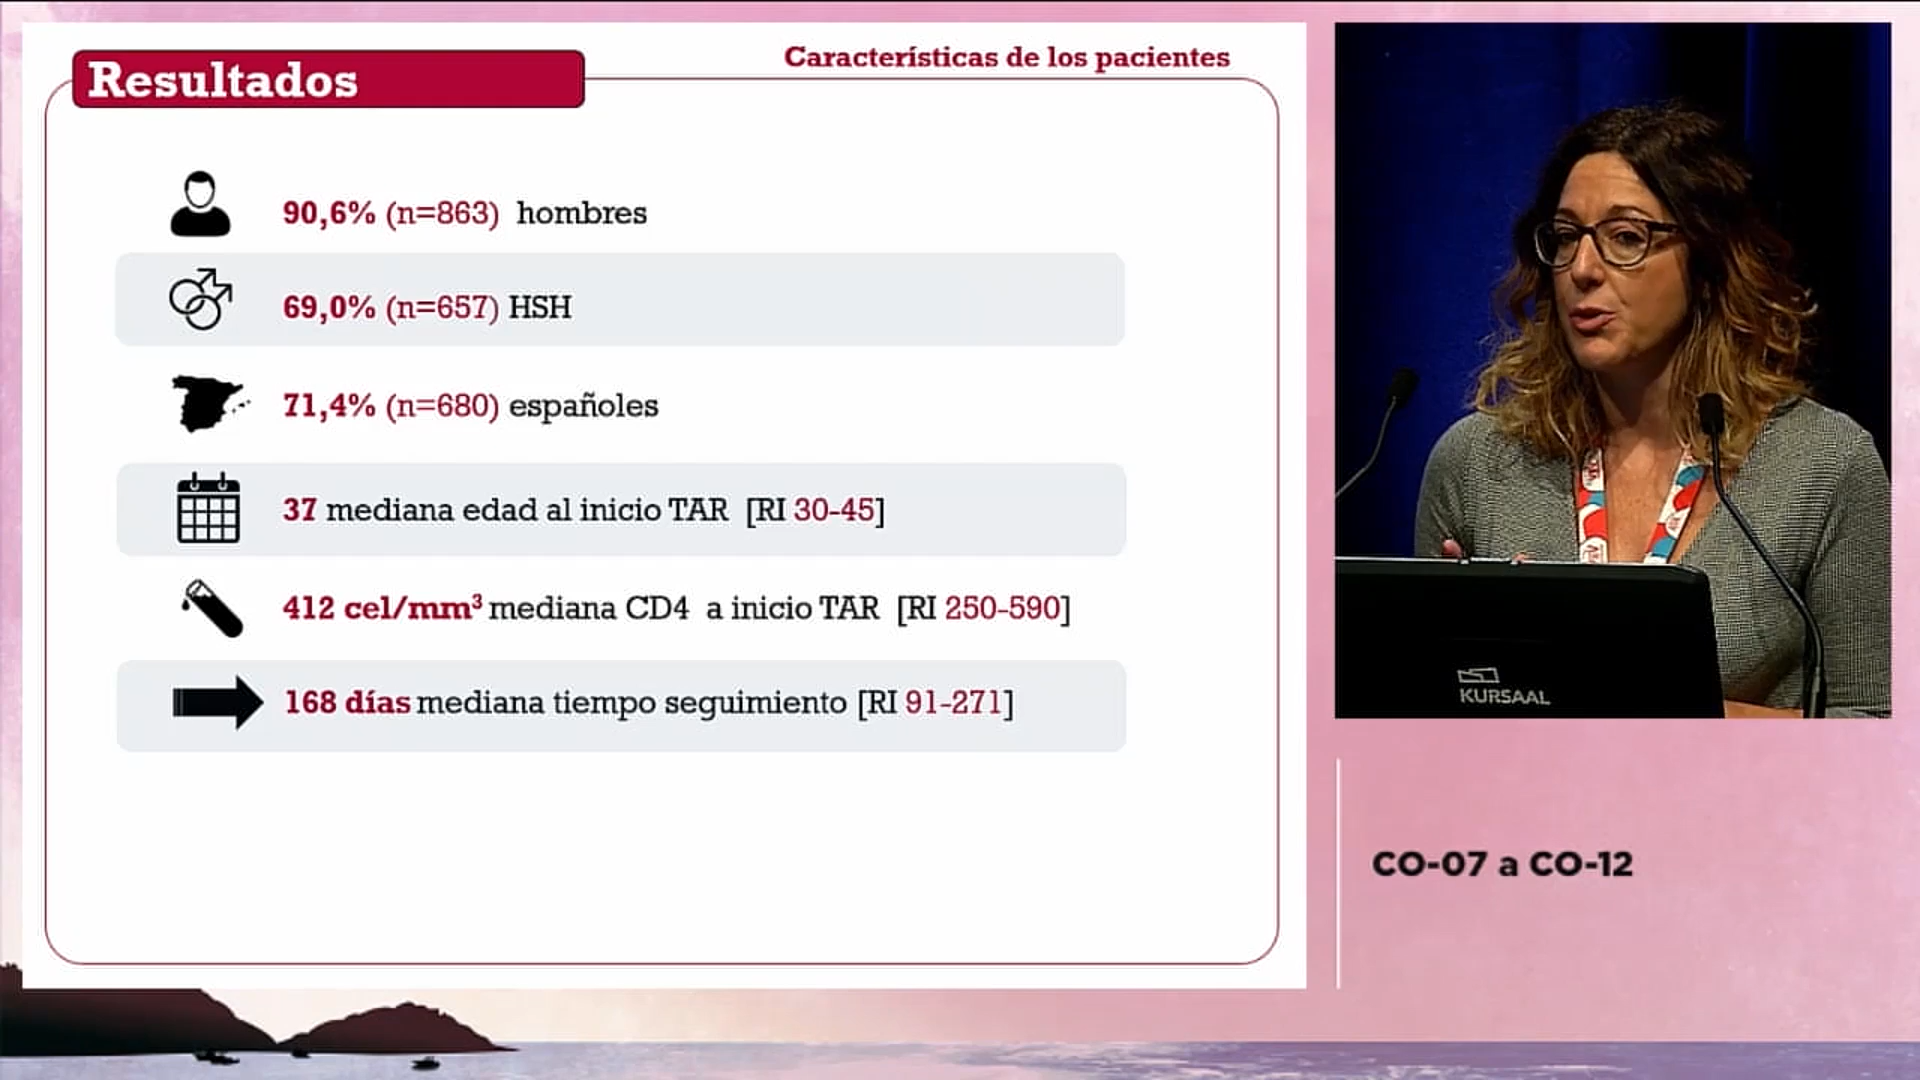 Resultados
Características de los pacientes
90,6% (n=863) hombres
69,0% (n=657) HSH
71,4% (n=680) españoles
37 mediana edad al inicio TAR [RI 30-45]
412 cel/mm³ mediana CD4 a inicio TAR [RI 250-590]
168 días mediana tiempo seguimiento [RI 91-271]
KURSAAL
CO-07 a CO-12